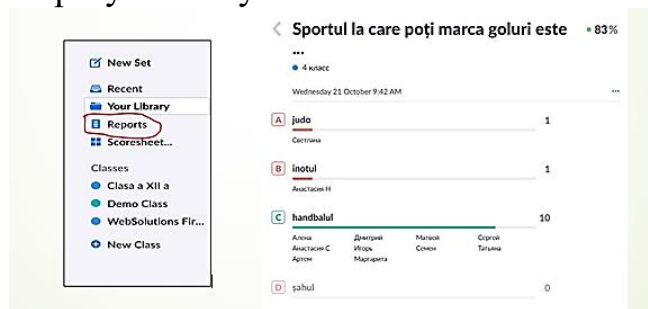 New Set
Recent
Your Library
Reports
Scoresheet...
Classes
Clasa a XII a
Demo Class
WebSolutions Fir...
New Class
Sportul la care poți marca goluri este 83%
...
4 класс
Wednesday 21 October 9:42 AM
A judo 1
Светлана
B inotul 1
Анастасия Н
C handbalul 10
Алена Дмитрий Матвей Сергей
Анастасия С Игорь Семен Татьяна
Артем Маргарита
D șahul 0